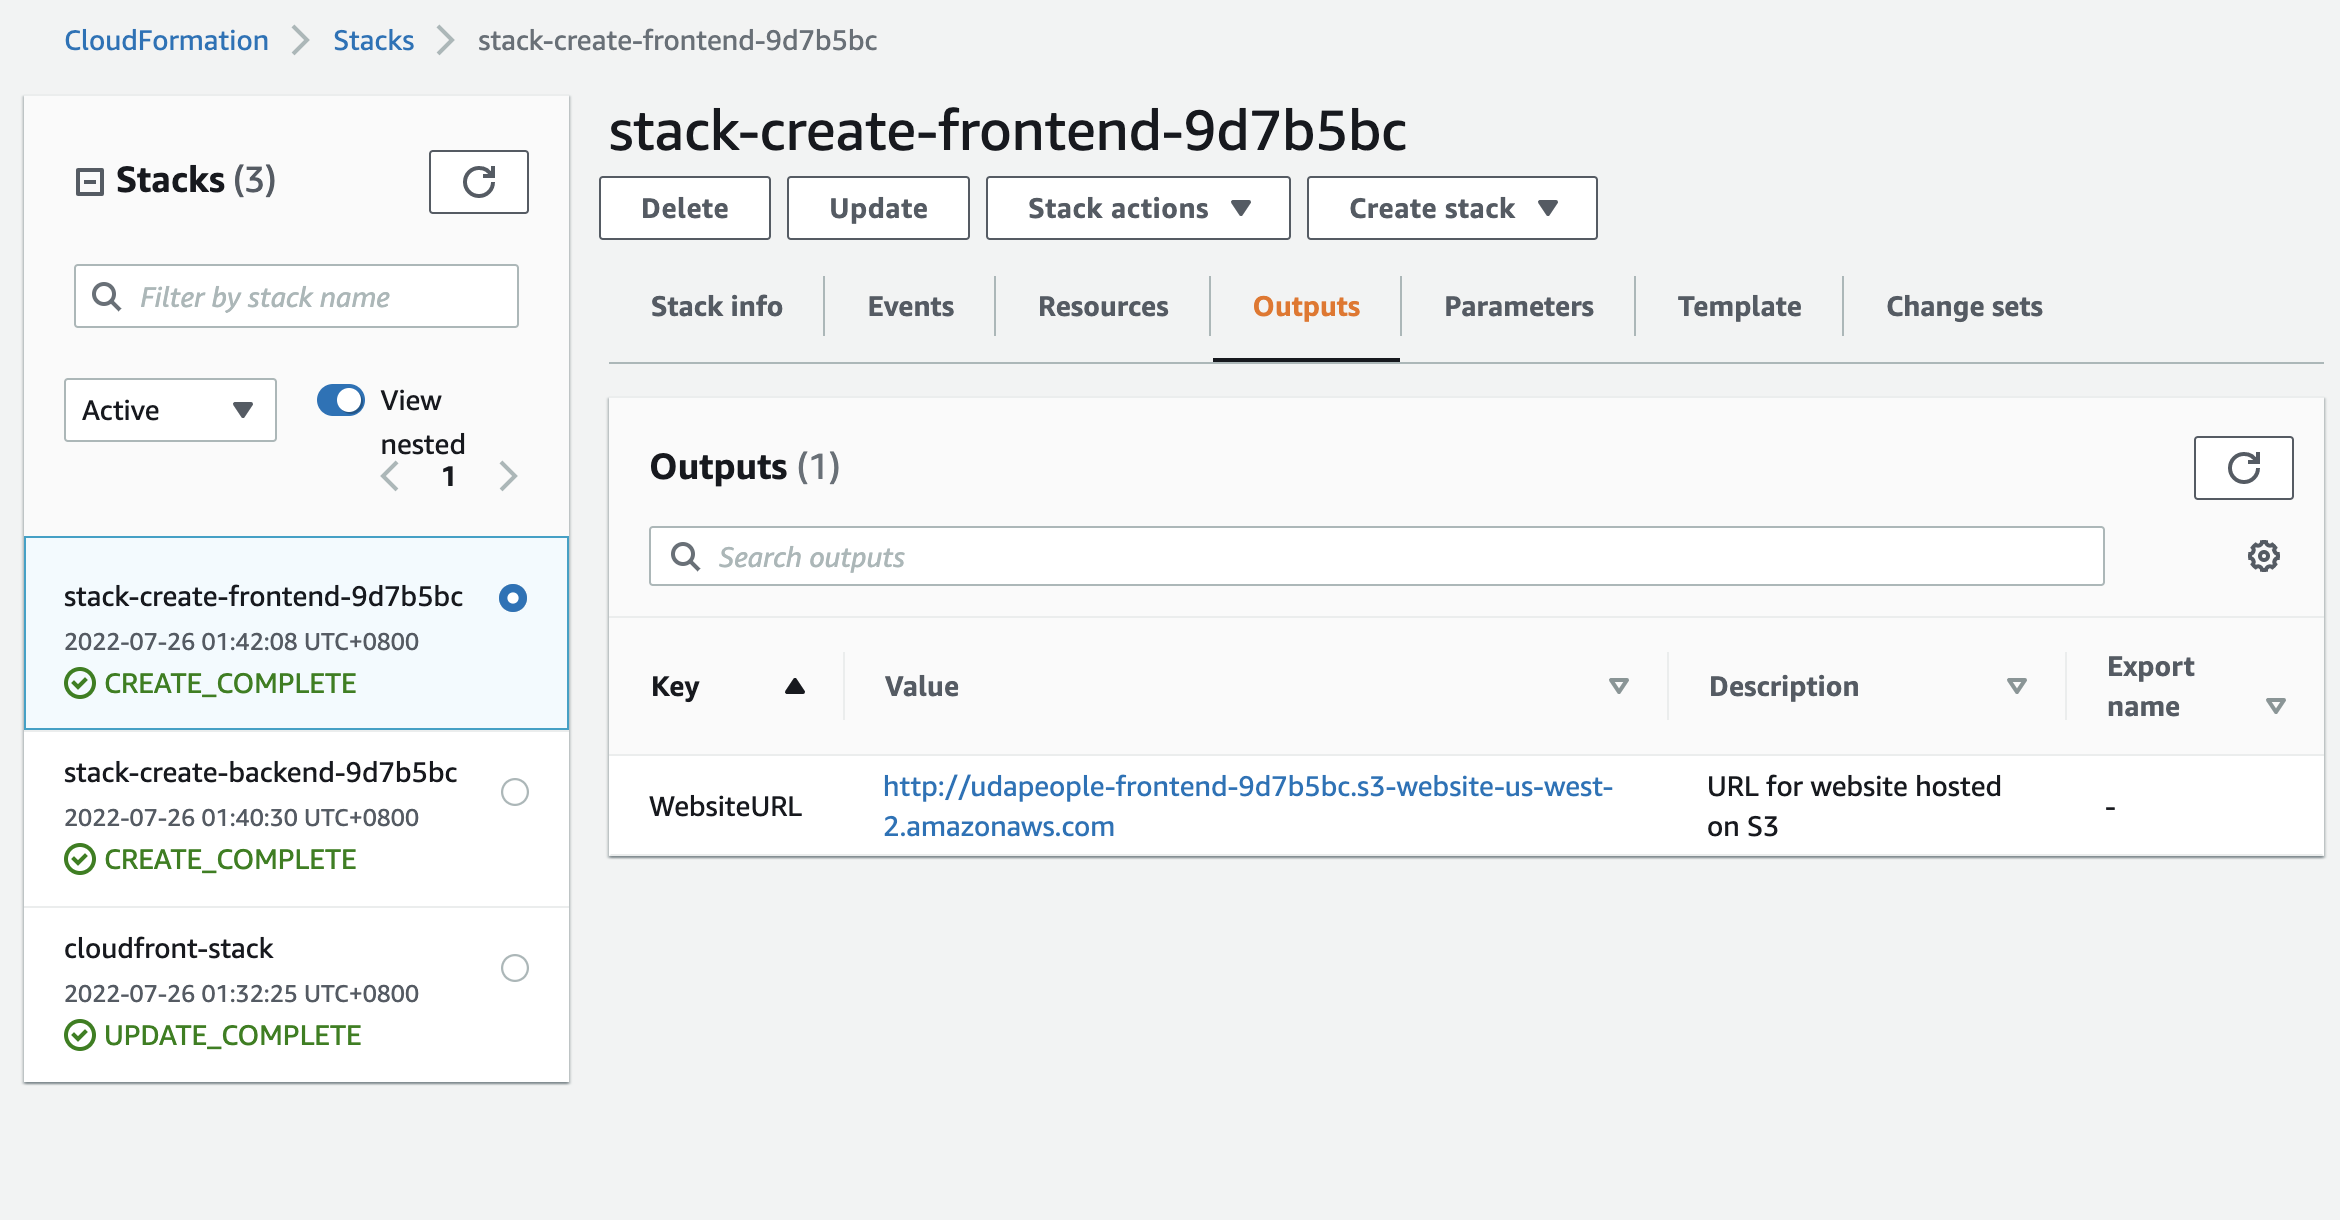 CloudFormation Stacks stack-create-frontend-9d7b5bc
Stacks (3)
Filter by stack name
Active
View
nested
1
stack-create-frontend-9d7b5bc
2022-07-26 01:42:08 UTC+0800
CREATE_COMPLETE
stack-create-backend-9d7b5bc
2022-07-26 01:40:30 UTC+0800
CREATE_COMPLETE
cloudfront-stack
2022-07-26 01:32:25 UTC+0800
UPDATE_COMPLETE
stack-create-frontend-9d7b5bc
Delete Update Stack actions Create stack
Stack info Events Resources Outputs Parameters Template Change sets
Outputs (1)
Search outputs
Key Value Description Export
name
WebsiteURL http://udapeople-frontend-9d7b5bc.s3-website-us-west- URL for website hosted -
2.amazonaws.com on S3